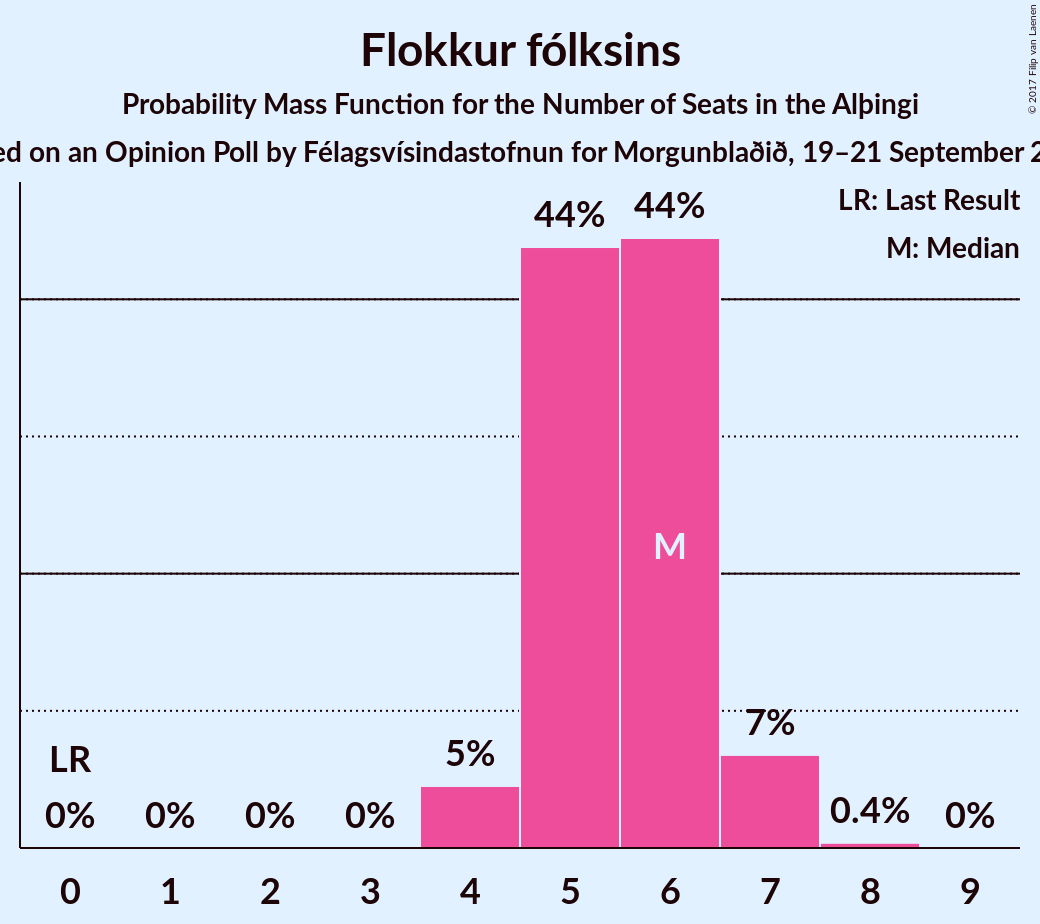 Flokkur fólksins
Probability Mass Function for the Number of Seats in the Alþingi
on an Opinion Poll by Félagsvísindastofnun for Morgunblaðið, 19–21 September
© 2017 Filip van Laenen
LR: Last Result
M: Median
44% 44%
M
7%
5%
LR
0% 0% 0% 0% 0.4% 0%
0 1 2 3 4 5 6 7 8 9